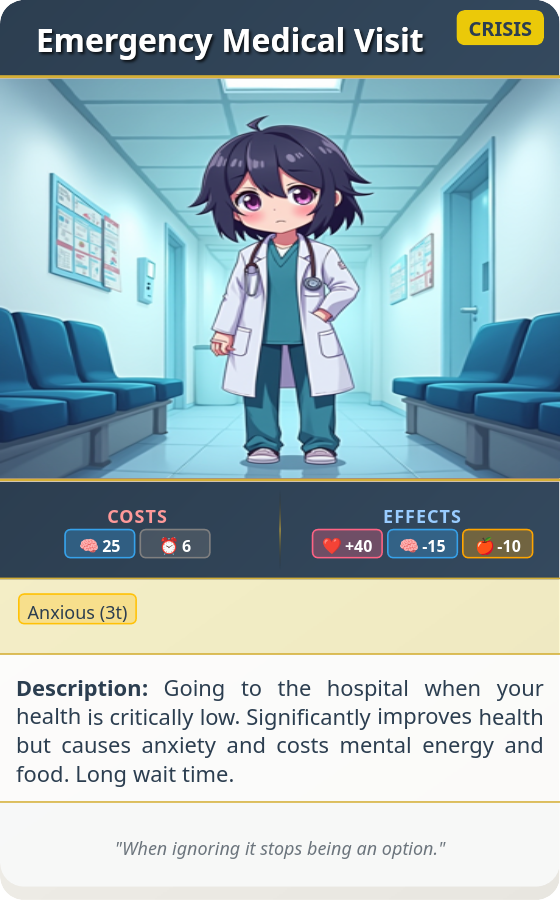 Emergency Medical Visit
CRISIS
COSTS
🧠 25
⏰ 6
EFFECTS
❤️ +40
🧠 -15
🍎 -10
Anxious (3t)
Description: Going to the hospital when your
health is critically low. Significantly improves health
but causes anxiety and costs mental energy and
food. Long wait time.
"When ignoring it stops being an option."